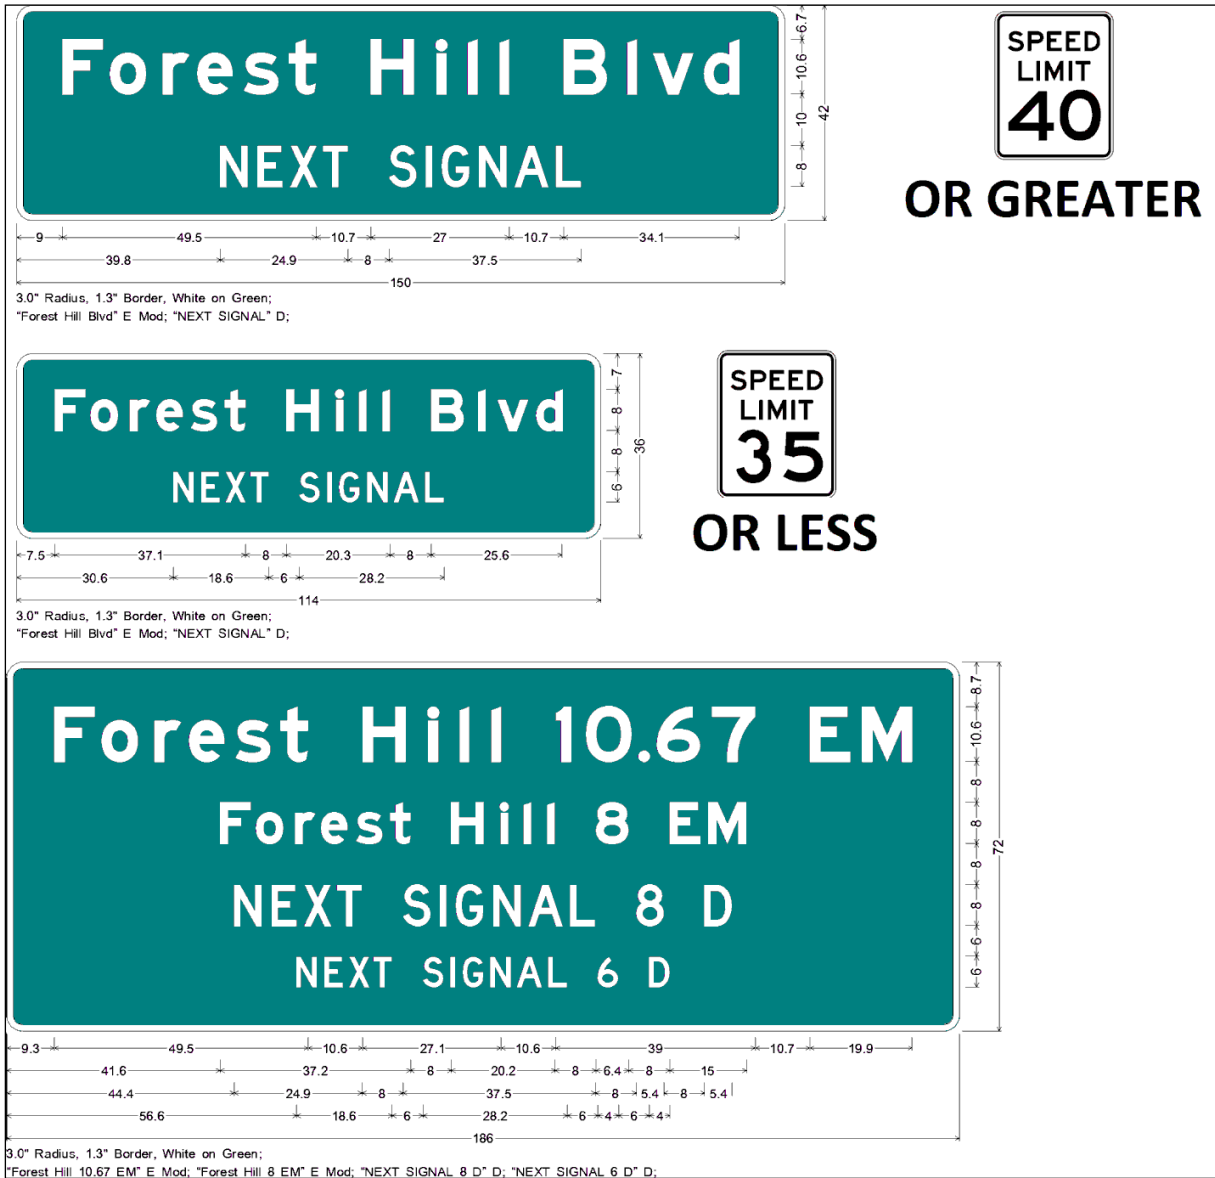 Forest Hill Blvd
NEXT SIGNAL
6.7
10.6
10
8
42
SPEED
LIMIT
40
OR GREATER
9 49.5 10.7 27 10.7 34.1
39.8 24.9 8 37.5
150
3.0" Radius, 1.3" Border, White on Green;
"Forest Hill Blvd" E Mod; "NEXT SIGNAL" D;
Forest Hill Blvd
NEXT SIGNAL
7
8
8
6
36
SPEED
LIMIT
35
OR LESS
7.5 37.1 8 20.3 8 25.6
30.6 18.6 6 28.2
114
3.0" Radius, 1.3" Border, White on Green;
"Forest Hill Blvd" E Mod; "NEXT SIGNAL" D;
Forest Hill 10.67 EM
Forest Hill 8 EM
NEXT SIGNAL 8 D
NEXT SIGNAL 6 D
8.7
10.6
8
8
8
8
6
6
72
9.3 49.5 10.6 27.1 10.6 39 10.7 19.9
41.6 37.2 8 20.2 8 6.4 8 15
44.4 24.9 8 37.5 8 5.4 8 5.4
56.6 18.6 6 28.2 6 4 6 4
186
3.0" Radius, 1.3" Border, White on Green;
"Forest Hill 10.67 EM" E Mod; "Forest Hill 8 EM" E Mod; "NEXT SIGNAL 8 D" D; "NEXT SIGNAL 6 D" D;